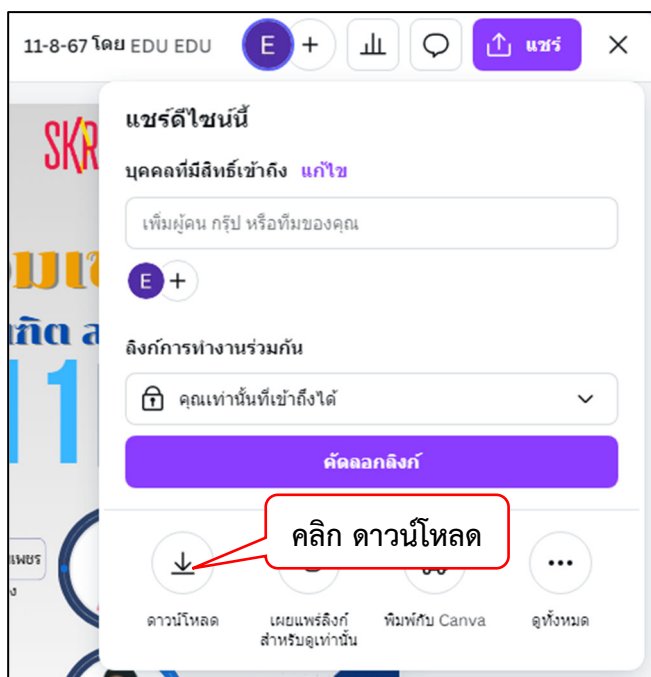 11-8-67 โดย EDU EDU
E
+
แชร์
SKR
แชร์ดีไซน์นี้
บุคคลที่มีสิทธิ์เข้าถึง แก้ไข
เพิ่มผู้คน กรุ๊ป หรือทีมของคุณ
E
+
ลิงก์การทำงานร่วมกัน
คุณเท่านั้นที่เข้าถึงได้
คัดลอกลิงก์
11
คลิก ดาวน์โหลด
ดาวน์โหลด
เผยแพร่ลิงก์
สำหรับดูเท่านั้น
พิมพ์กับ Canva
ดูทั้งหมด